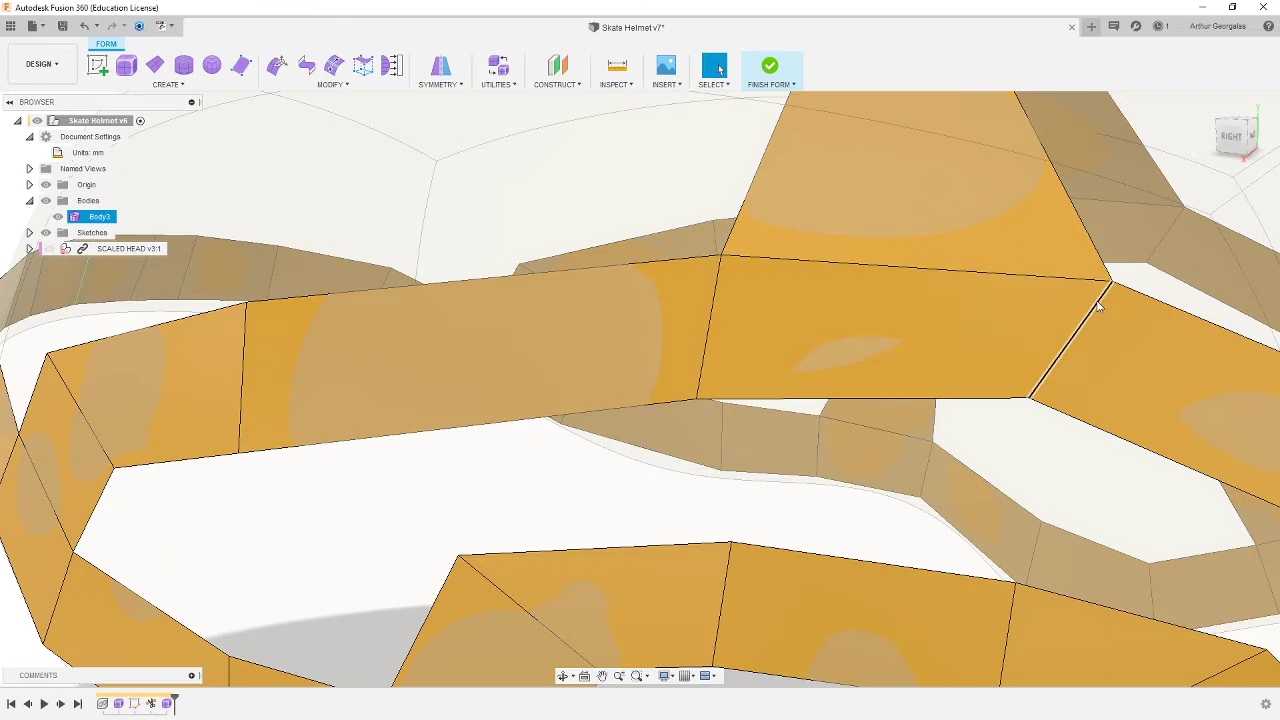 Autodesk Fusion 360 (Education License)
Skate Helmet v7*
1
Arthur Georgalas
DESIGN
FORM
CREATE
MODIFY
SYMMETRY
UTILITIES
CONSTRUCT
INSPECT
INSERT
SELECT
FINISH FORM
BROWSER
Skate Helmet v6
Document Settings
Units: mm
Named Views
Origin
Bodies
Body3
Sketches
SCALED HEAD v3:1
Y
RIGHT
X
COMMENTS